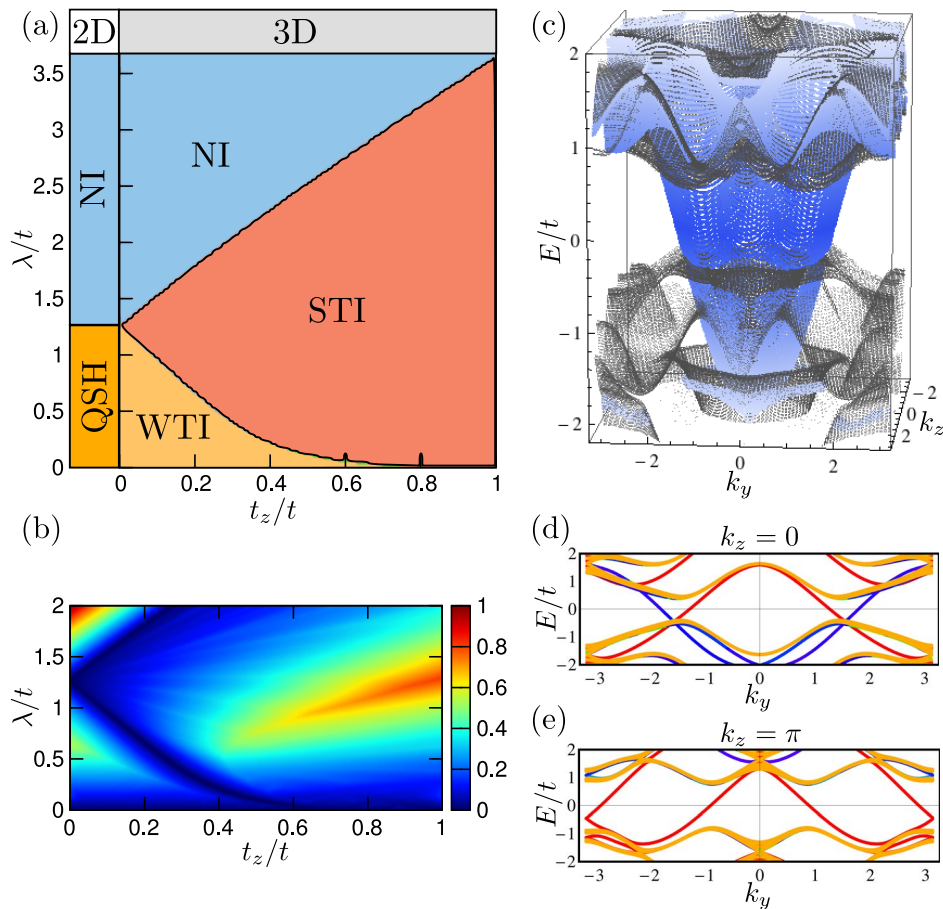 (a)
2D 3D
3.5
3
2.5
2
1.5
1
0.5
0
λ/t
NI
QSH
NI
STI
WTI
0 0.2 0.4 0.6 0.8 1
t_z/t
(b)
2
1.5
1
0.5
0
λ/t
0 0.2 0.4 0.6 0.8 1
t_z/t
1
0.8
0.6
0.4
0.2
0
(c)
2
1
0
-1
-2
E/t
-2 0 2
k_y
-2
0
2
k_z
(d)
k_z = 0
2
1
0
-1
-2
E/t
-3 -2 -1 0 1 2 3
k_y
(e)
k_z = π
2
1
0
-1
-2
E/t
-3 -2 -1 0 1 2 3
k_y